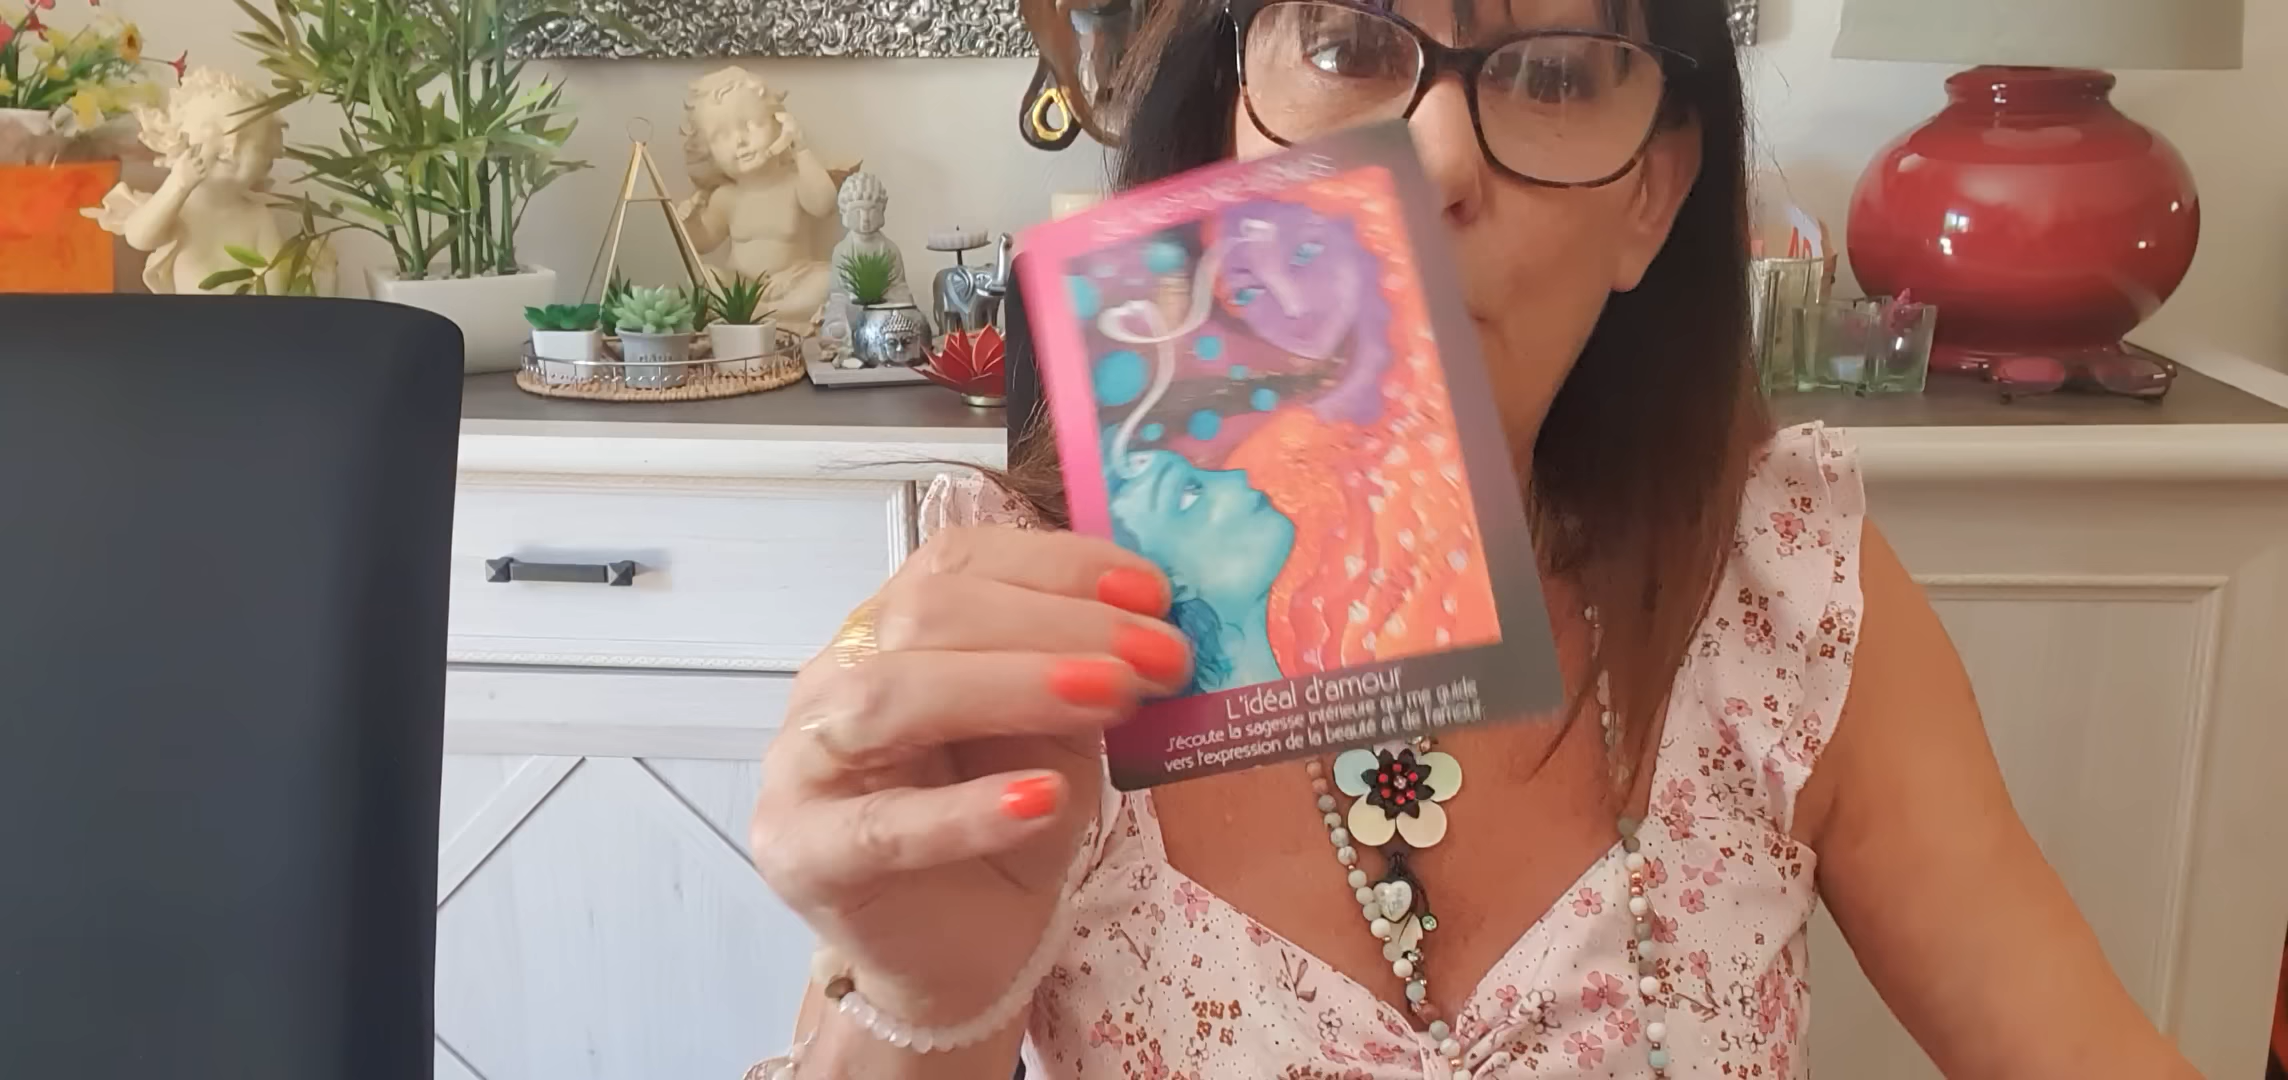 L'idéal d'amour
J'écoute la sagesse intérieure qui me guide
vers l'expression de la beauté et de l'amour.